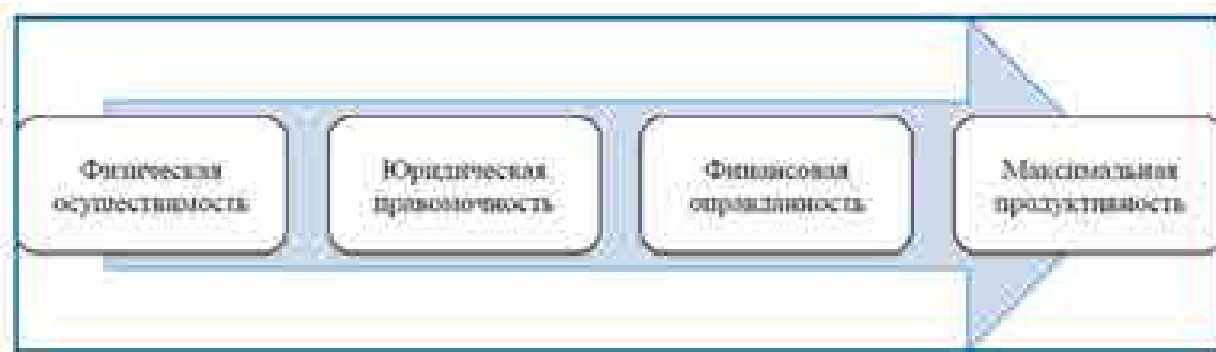 Физическая
осуществимость
Юридическая
правомочность
Финансовая
оправданность
Максимальная
продуктивность